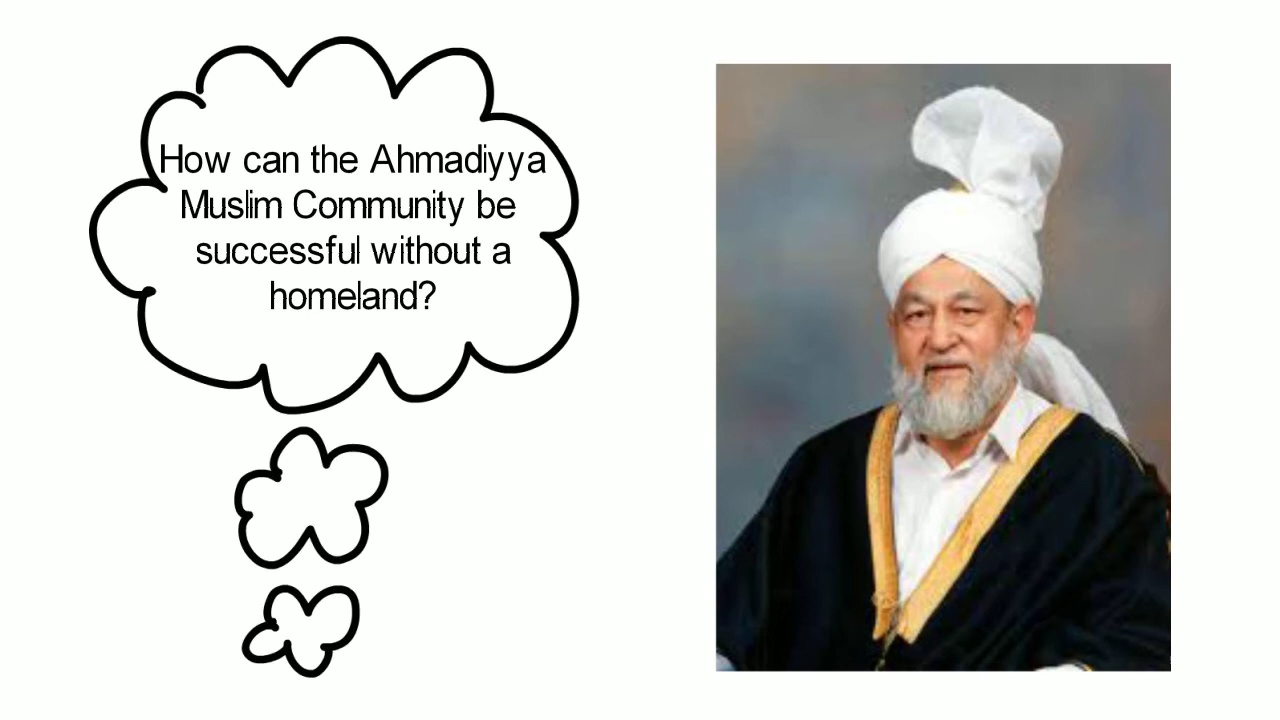 How can the Ahmadiyya
Muslim Community be
successful without a
homeland?